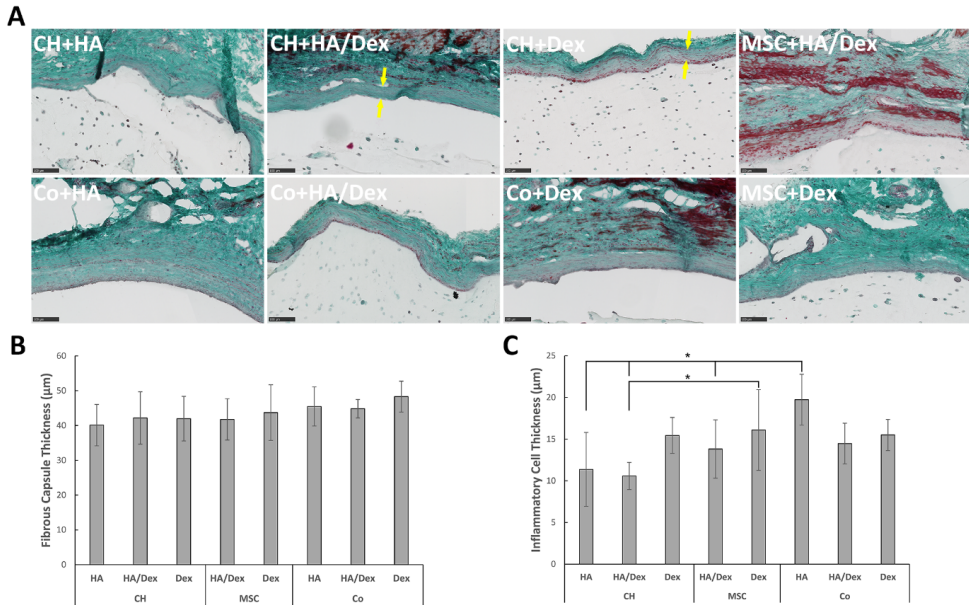 A
CH+HA
CH+HA/Dex
CH+Dex
MSC+HA/Dex
Co+HA
Co+HA/Dex
Co+Dex
MSC+Dex
B
Fibrous Capsule Thickness (μm)
60
50
40
30
20
10
0
HA HA/Dex Dex HA/Dex Dex HA HA/Dex Dex
CH MSC Co
C
Inflammatory Cell Thickness (μm)
25
20
15
10
5
0
*
*
HA HA/Dex Dex HA/Dex Dex HA HA/Dex Dex
CH MSC Co